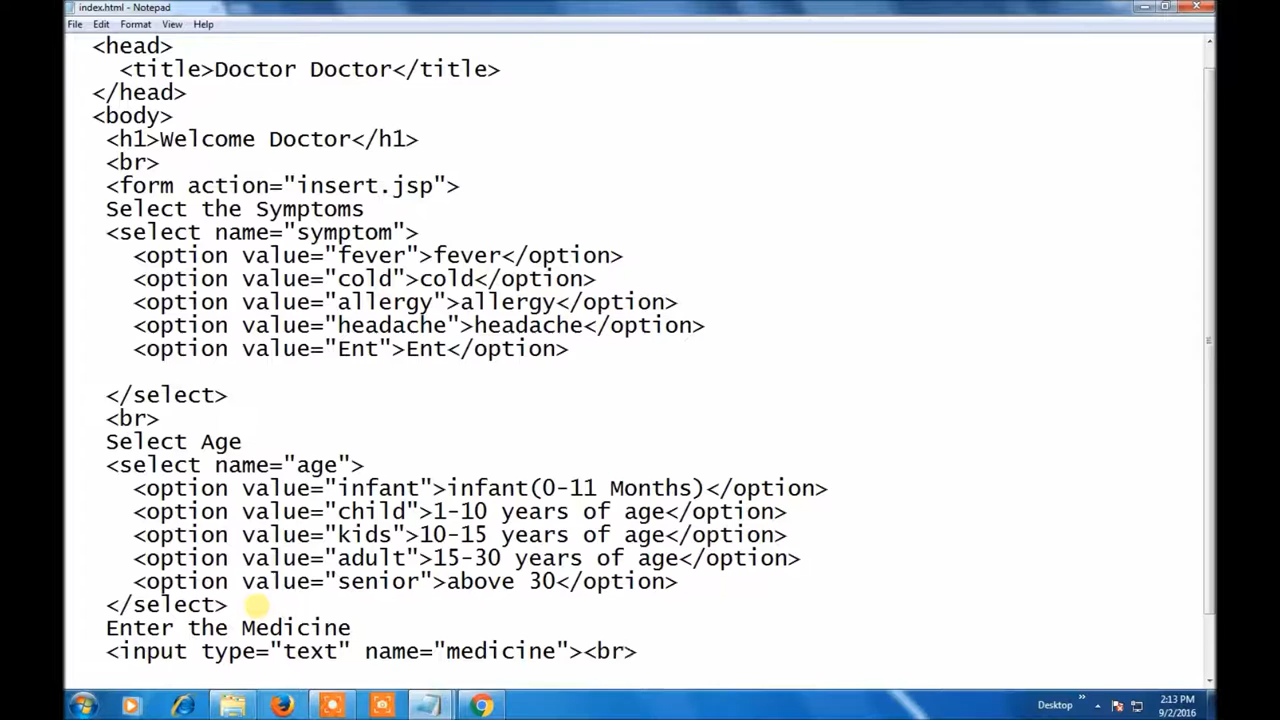 index.html - Notepad
File Edit Format View Help
<head>
<title>Doctor Doctor</title>
</head>
<body>
<h1>Welcome Doctor</h1>
<br>
<form action="insert.jsp">
Select the Symptoms
<select name="symptom">
<option value="fever">fever</option>
<option value="cold">cold</option>
<option value="allergy">allergy</option>
<option value="headache">headache</option>
<option value="Ent">Ent</option>
</select>
<br>
Select Age
<select name="age">
<option value="infant">infant(0-11 Months)</option>
<option value="child">1-10 years of age</option>
<option value="kids">10-15 years of age</option>
<option value="adult">15-30 years of age</option>
<option value="senior">above 30</option>
</select>
Enter the Medicine
<input type="text" name="medicine"><br>
Desktop
2:13 PM
9/2/2016